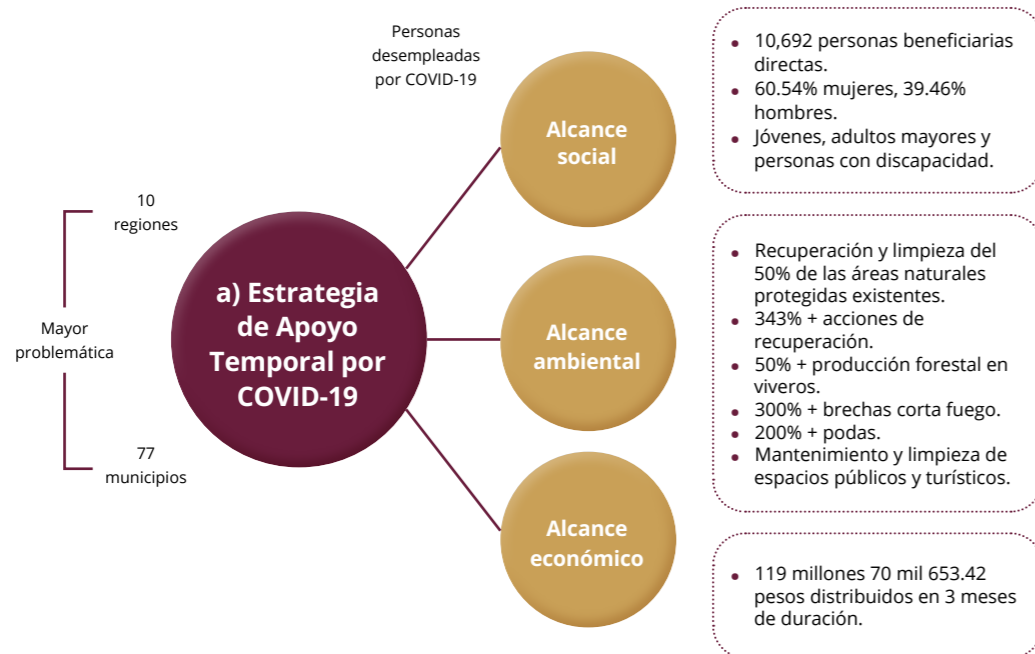 Mayor
problemática
10
regiones
77
municipios
a) Estrategia
de Apoyo
Temporal por
COVID-19
Personas
desempleadas
por COVID-19
Alcance
social
• 10,692 personas beneficiarias
directas.
• 60.54% mujeres, 39.46%
hombres.
• Jóvenes, adultos mayores y
personas con discapacidad.
Alcance
ambiental
• Recuperación y limpieza del
50% de las áreas naturales
protegidas existentes.
• 343% + acciones de
recuperación.
• 50% + producción forestal en
viveros.
• 300% + brechas corta fuego.
• 200% + podas.
• Mantenimiento y limpieza de
espacios públicos y turísticos.
Alcance
económico
• 119 millones 70 mil 653.42
pesos distribuidos en 3 meses
de duración.